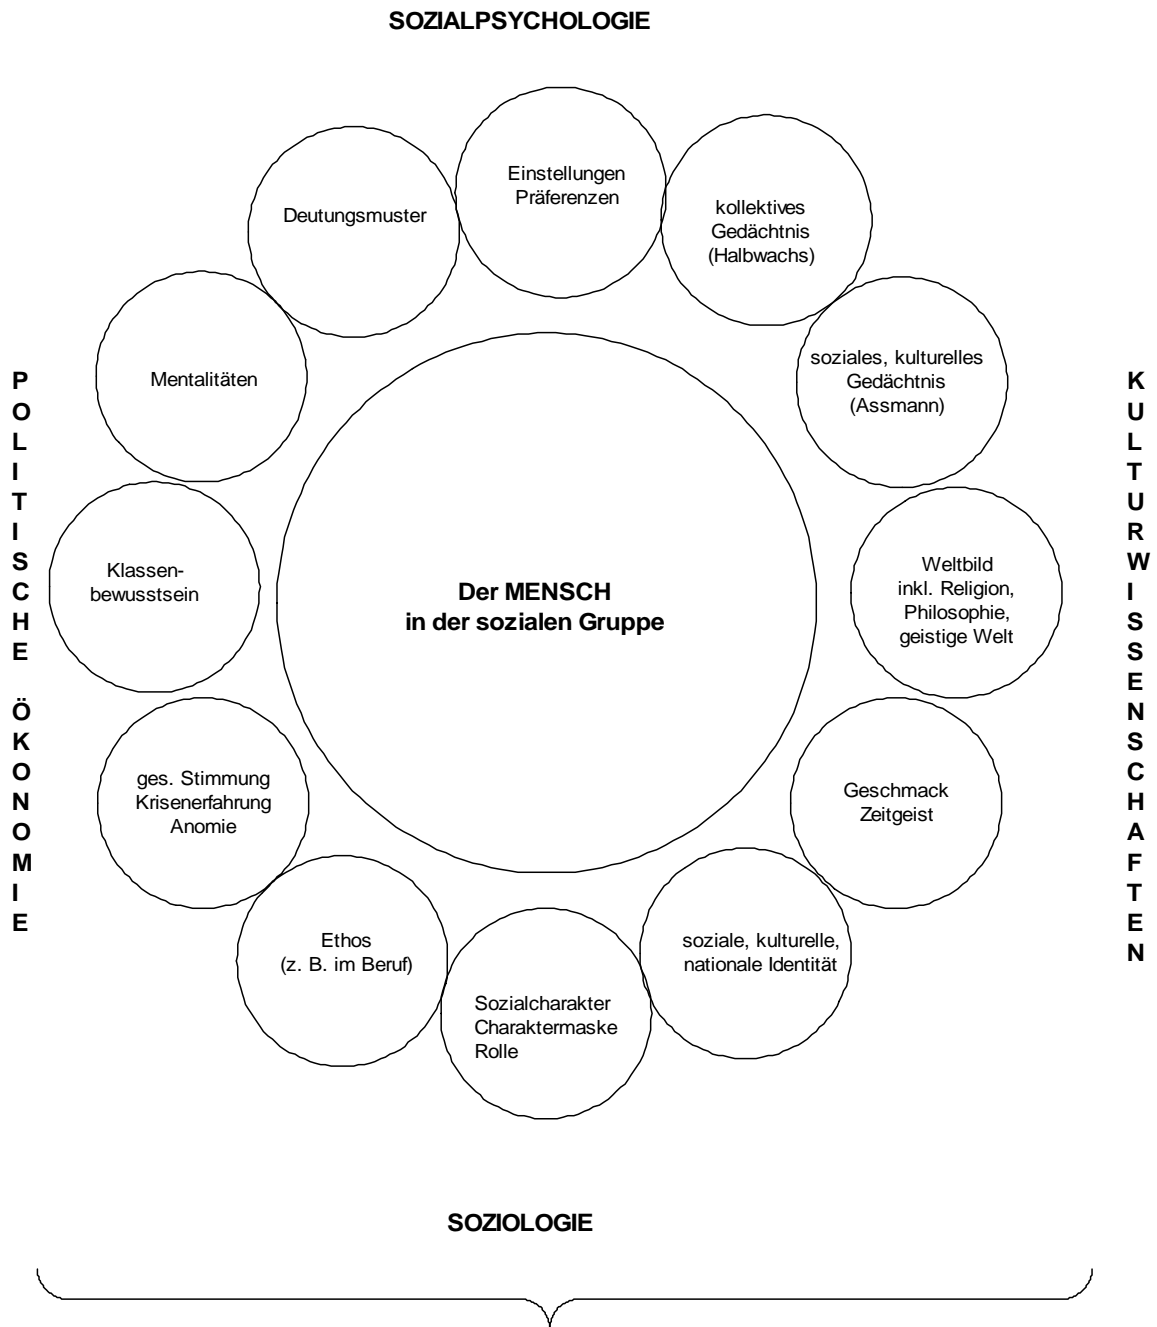 SOZIALPSYCHOLOGIE
Einstellungen
Präferenzen
kollektives
Gedächtnis
(Halbwachs)
soziales, kulturelles
Gedächtnis
(Assmann)
Weltbild
inkl. Religion,
Philosophie,
geistige Welt
Geschmack
Zeitgeist
soziale, kulturelle,
nationale Identität
Sozialcharakter
Charaktermaske
Rolle
Ethos
(z. B. im Beruf)
ges. Stimmung
Krisenerfahrung
Anomie
Klassen-
bewusstsein
Mentalitäten
Deutungsmuster
Der MENSCH
in der sozialen Gruppe
POLITISCHE ÖKONOMIE
KULTURWISSENSCHAFTEN
SOZIOLOGIE